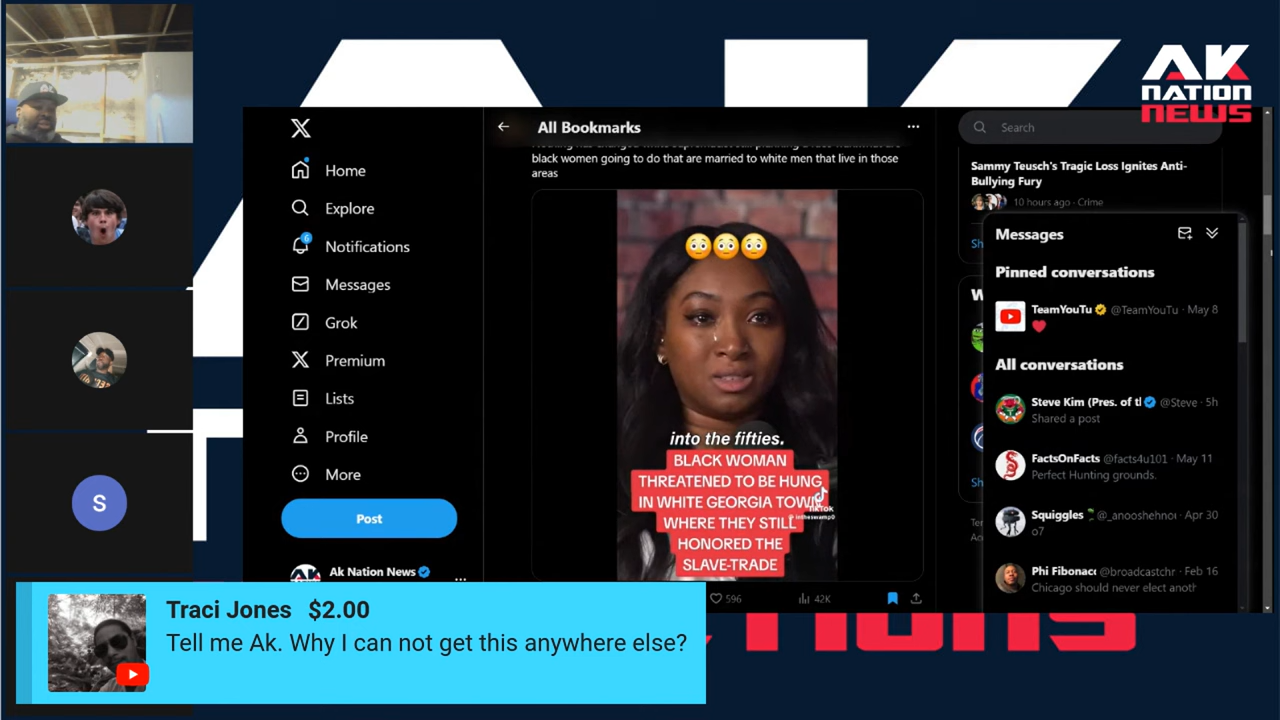 AK
NATION
NEWS
X
Home
Explore
6
Notifications
Messages
Grok
Premium
Lists
Profile
More
Post
Ak Nation News
All Bookmarks
black women going to do that are married to white men that live in those
areas
into the fifties.
BLACK WOMAN
THREATENED TO BE HUNG
IN WHITE GEORGIA TOWN
WHERE THEY STILL
HONORED THE
SLAVE-TRADE
TikTok
596
42K
Search
Sammy Teusch's Tragic Loss Ignites Anti-
Bullying Fury
10 hours ago · Crime
Sh
W
Sh
Messages
Pinned conversations
TeamYouTu @TeamYouTu · May 8
All conversations
Steve Kim (Pres. of tl @Steve · 5h
Shared a post
FactsOnFacts @facts4u101 · May 11
Perfect Hunting grounds.
Squiggles @_anooshehnoi · Apr 30
o7
Phi Fibonacc @broadcastchr · Feb 16
Chicago should never elect anoth
S
Traci Jones $2.00
Tell me Ak. Why I can not get this anywhere else?